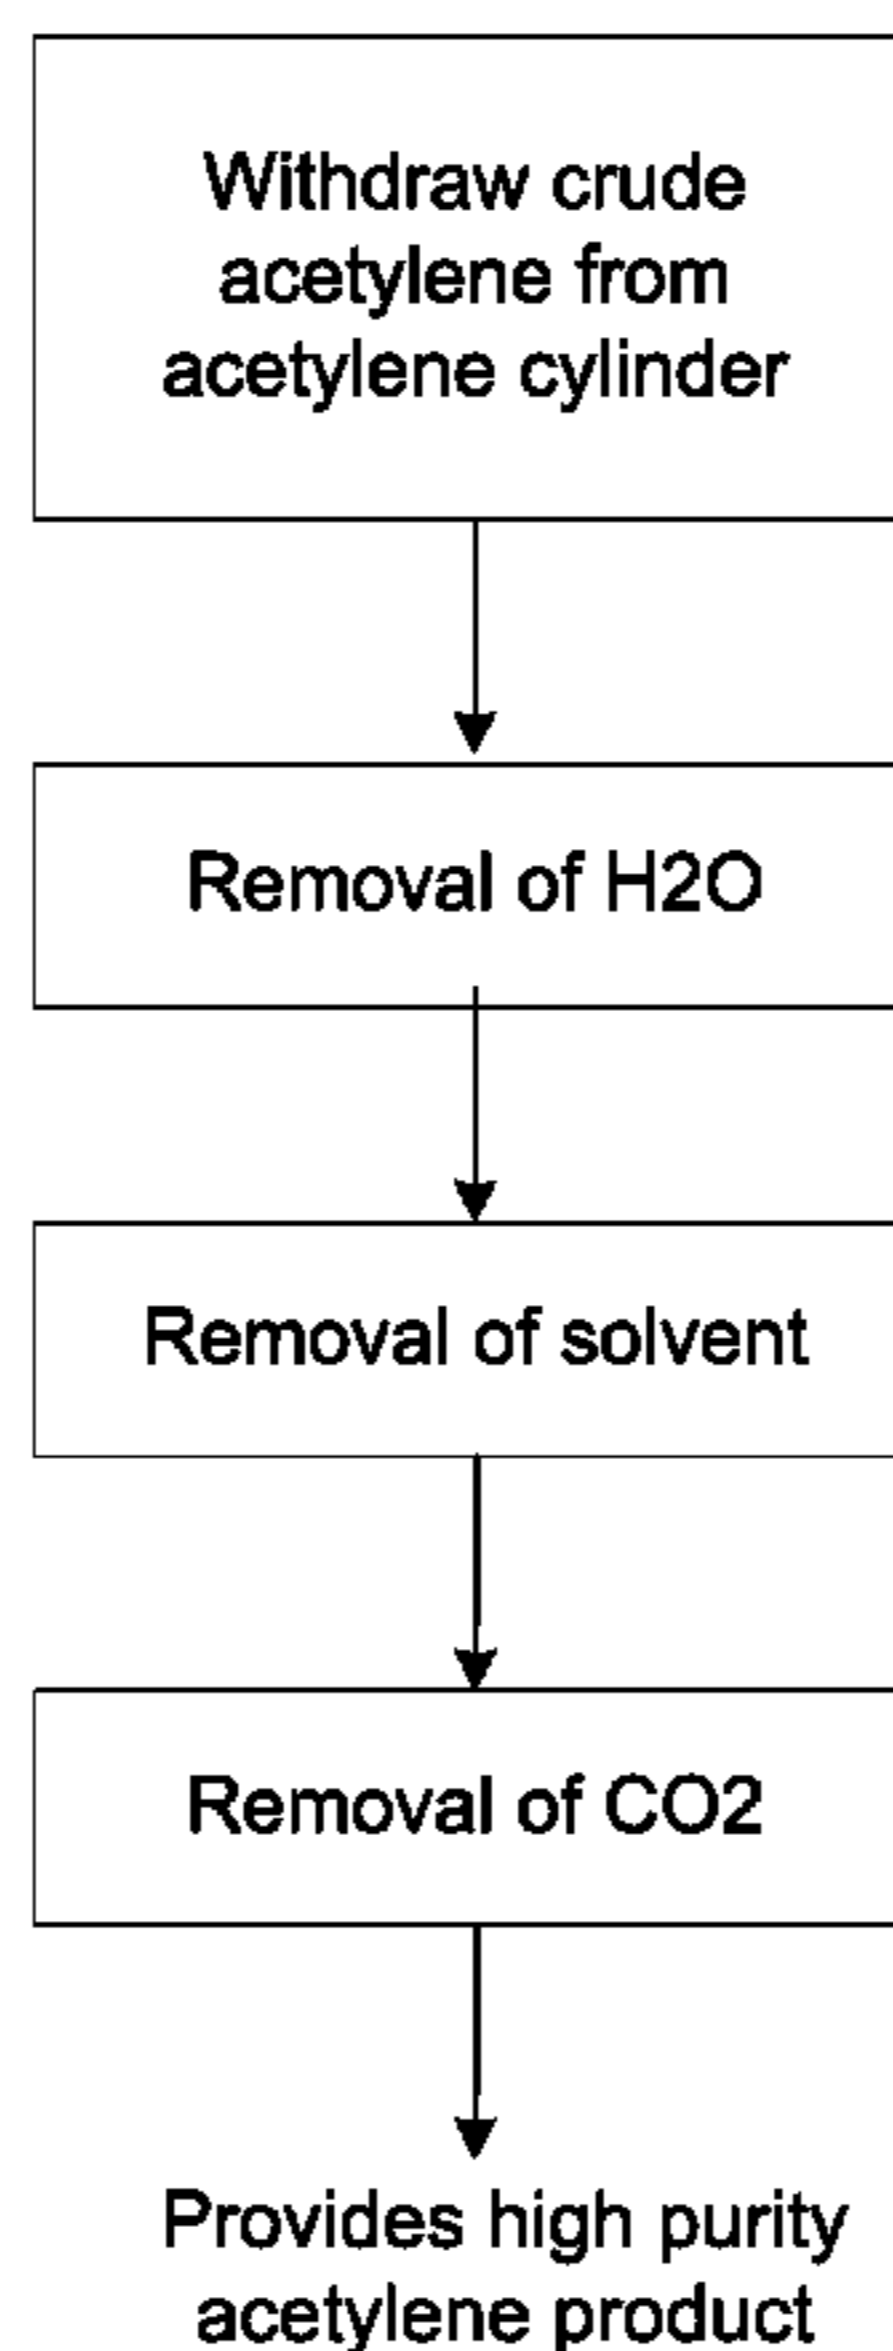 Withdraw crude
acetylene from
acetylene cylinder
Removal of H2O
Removal of solvent
Removal of CO2
Provides high purity
acetylene product